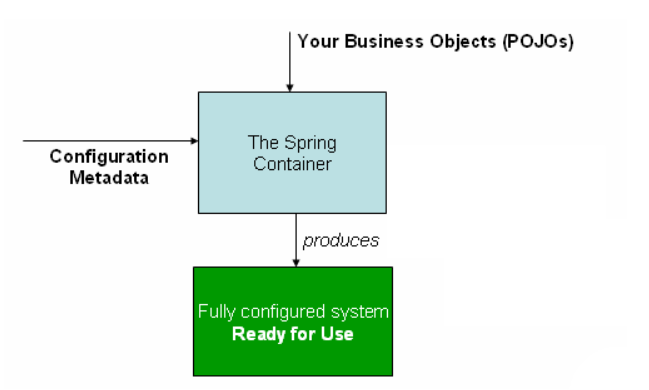 Your Business Objects (POJOs)
The Spring
Container
Configuration
Metadata
produces
Fully configured system
Ready for Use